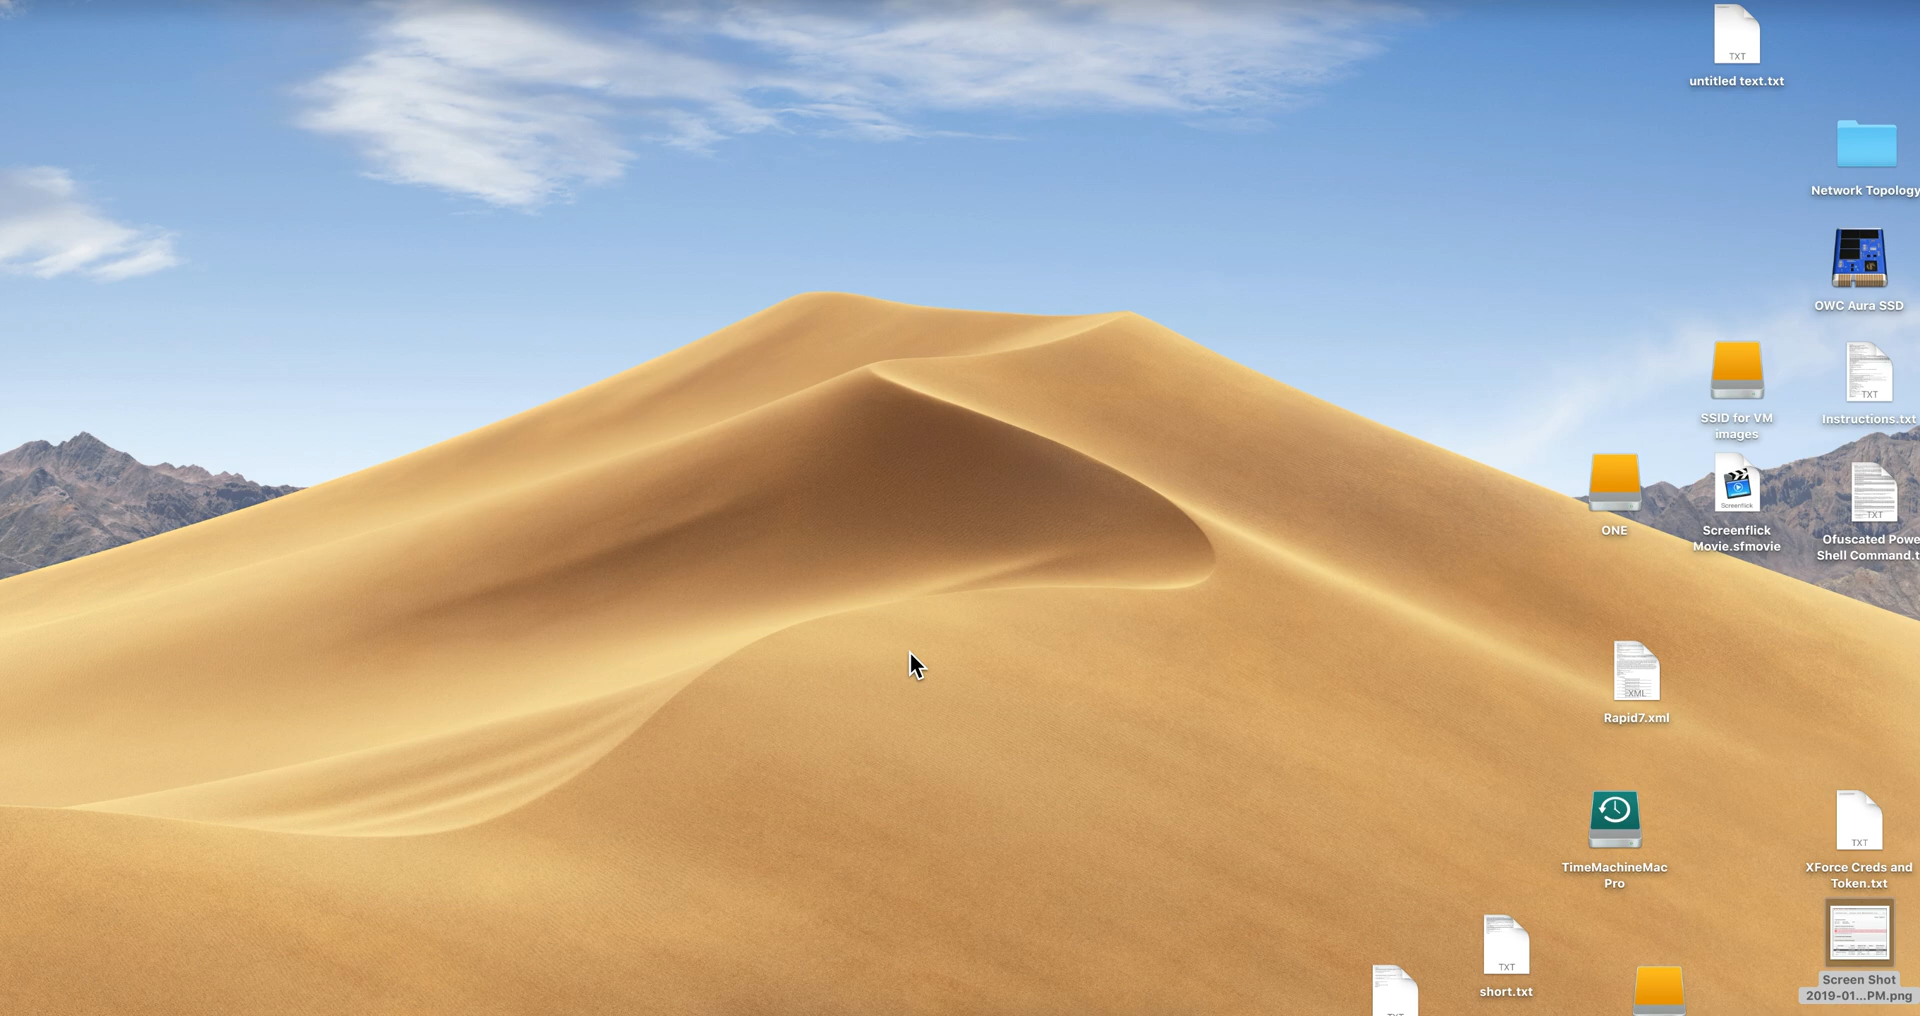 TXT
untitled text.txt
Network Topology
OWC Aura SSD
SSID for VM
images
TXT
Instructions.txt
ONE
Screenflick
Screenflick
Movie.sfmovie
TXT
Ofuscated Powe
Shell Command.t
XML
Rapid7.xml
TimeMachineMac
Pro
TXT
XForce Creds and
Token.txt
TXT
short.txt
TXT
Screen Shot
2019-01...PM.png